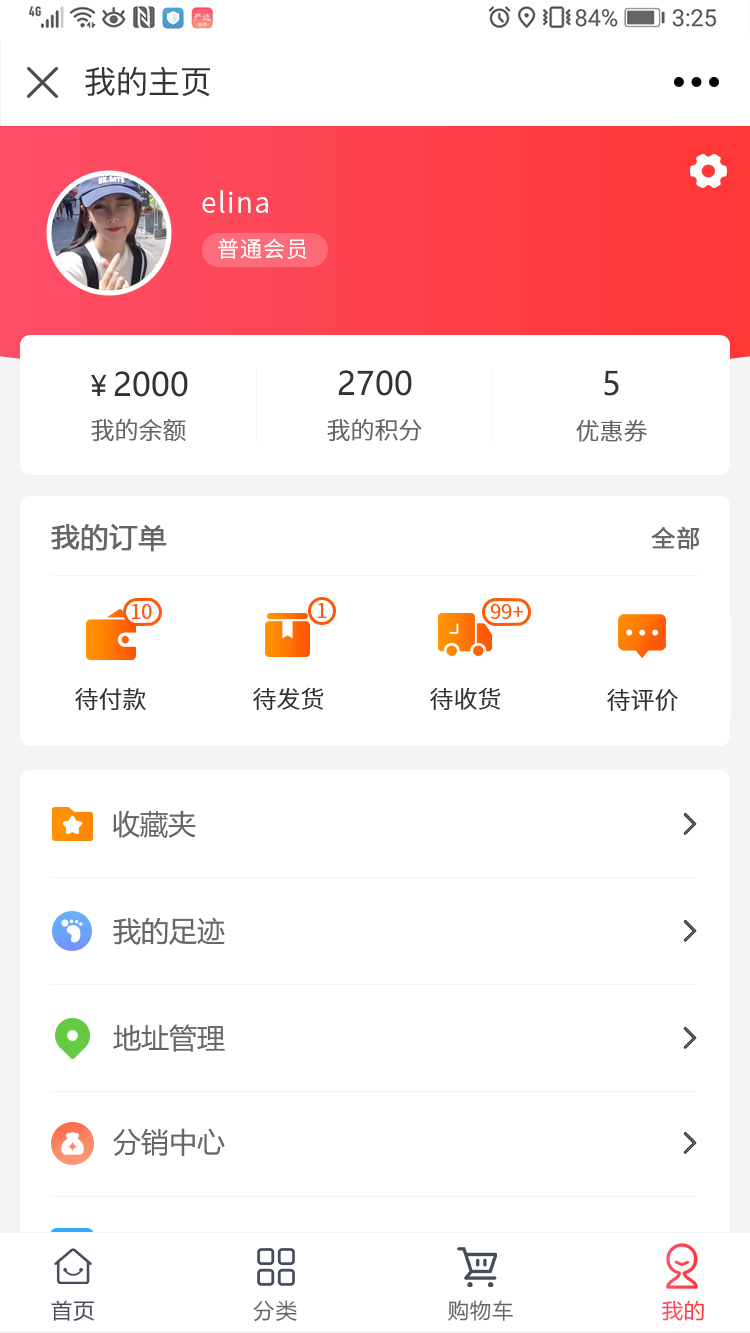 4G 84% 3:25
我的主页
elina
普通会员
¥2000 2700 5
我的余额 我的积分 优惠券
我的订单 全部
10 1 99+
待付款 待发货 待收货 待评价
收藏夹
我的足迹
地址管理
分销中心
首页 分类 购物车 我的